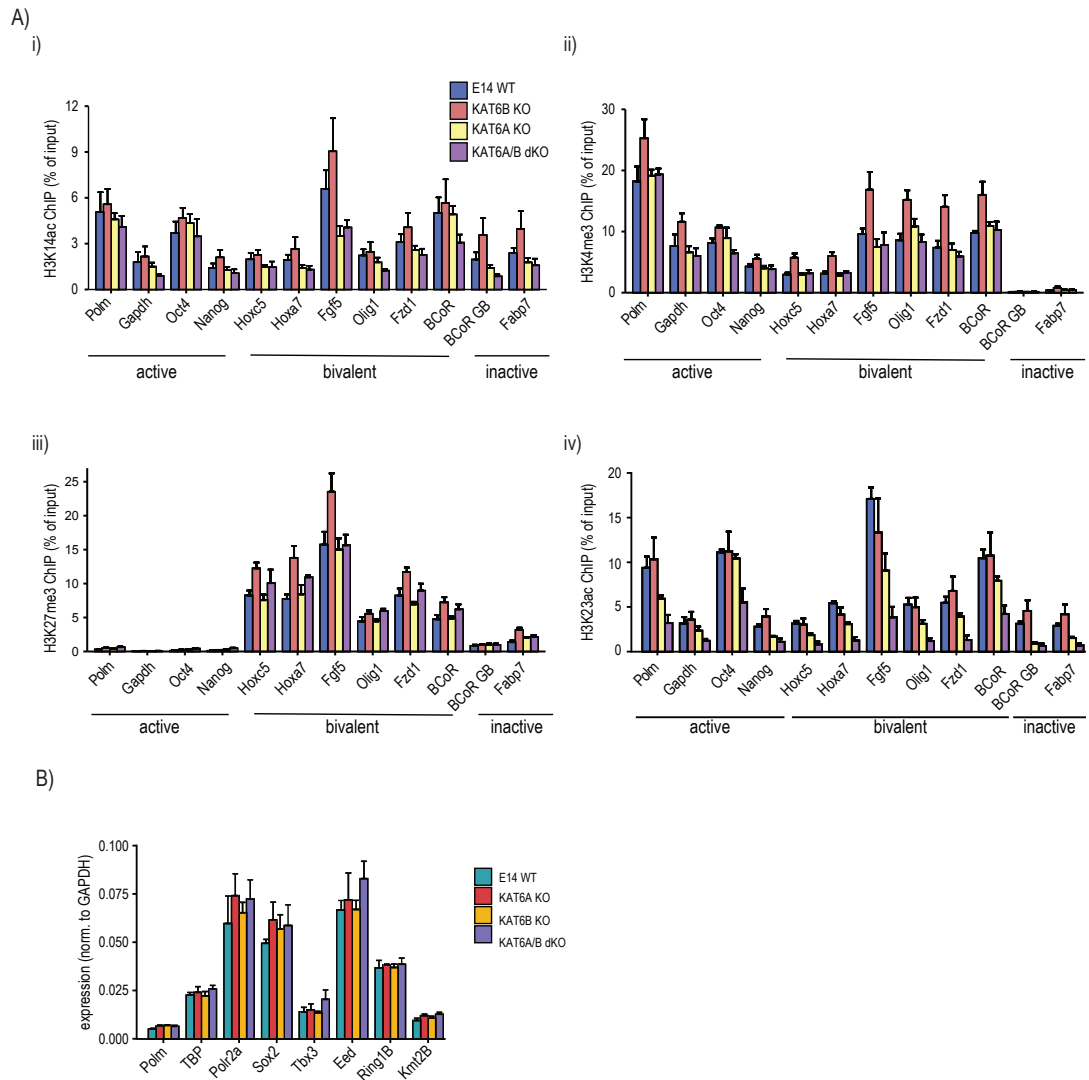 A)
i)
H3K14ac ChIP (% of input)
12
9
6
3
0
E14 WT
KAT6B KO
KAT6A KO
KAT6A/B dKO
Polm
Gapdh
Oct4
Nanog
Hoxc5
Hoxa7
Fgf5
Olig1
Fzd1
BCoR
BCoR GB
Fabp7
active
bivalent
inactive
ii)
H3K4me3 ChIP (% of input)
30
20
10
0
Polm
Gapdh
Oct4
Nanog
Hoxc5
Hoxa7
Fgf5
Olig1
Fzd1
BCoR
BCoR GB
Fabp7
active
bivalent
inactive
iii)
H3K27me3 ChIP (% of input)
25
20
15
10
5
0
Polm
Gapdh
Oct4
Nanog
Hoxc5
Hoxa7
Fgf5
Olig1
Fzd1
BCoR
BCoR GB
Fabp7
active
bivalent
inactive
iv)
H3K23ac ChIP (% of input)
20
15
10
5
0
Polm
Gapdh
Oct4
Nanog
Hoxc5
Hoxa7
Fgf5
Olig1
Fzd1
BCoR
BCoR GB
Fabp7
active
bivalent
inactive
B)
expression (norm. to GAPDH)
0.100
0.075
0.050
0.025
0.000
E14 WT
KAT6A KO
KAT6B KO
KAT6A/B dKO
Polm
TBP
Polr2a
Sox2
Tbx3
Eed
Ring1B
Kmt2B